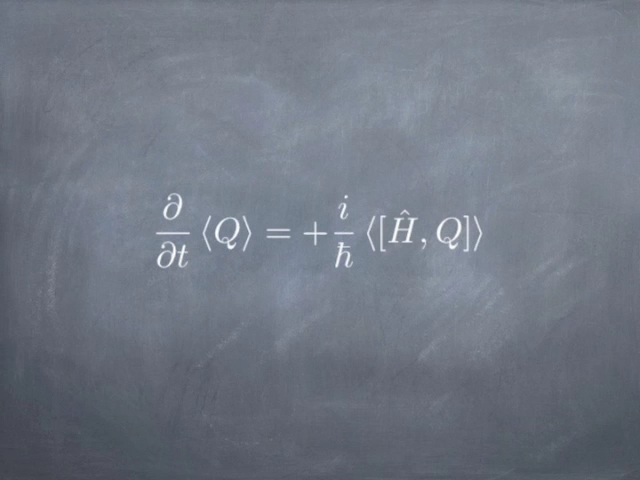 ∂/∂t ⟨Q⟩ = + i/ħ ⟨[Ĥ, Q]⟩